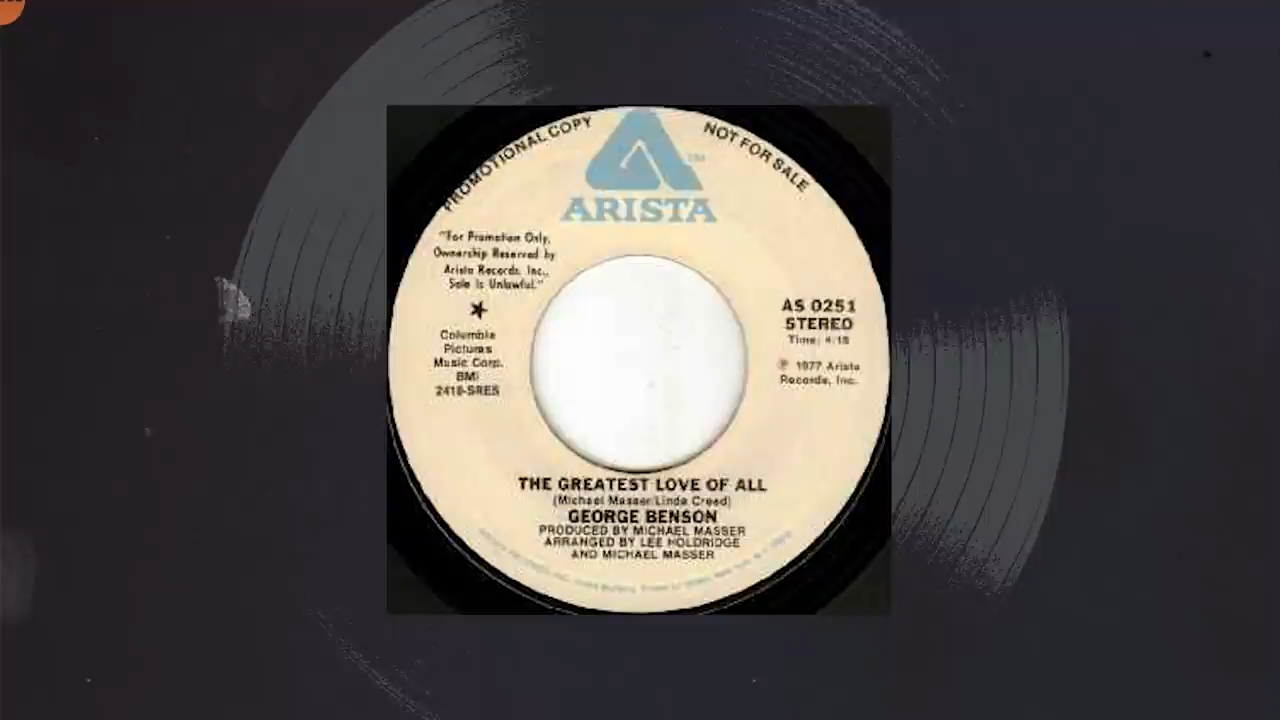 PROMOTIONAL COPY
NOT FOR SALE
TM
ARISTA
"For Promotion Only,
Ownership Reserved by
Arista Records, Inc.,
Sale is Unlawful."
Columbia
Pictures
Music Corp.
BMI
2418-SRES
AS 0251
STEREO
Time: 4:18
℗ 1977 Arista
Records, Inc.
THE GREATEST LOVE OF ALL
(Michael Masser/Linda Creed)
GEORGE BENSON
PRODUCED BY MICHAEL MASSER
ARRANGED BY LEE HOLDRIDGE
AND MICHAEL MASSER